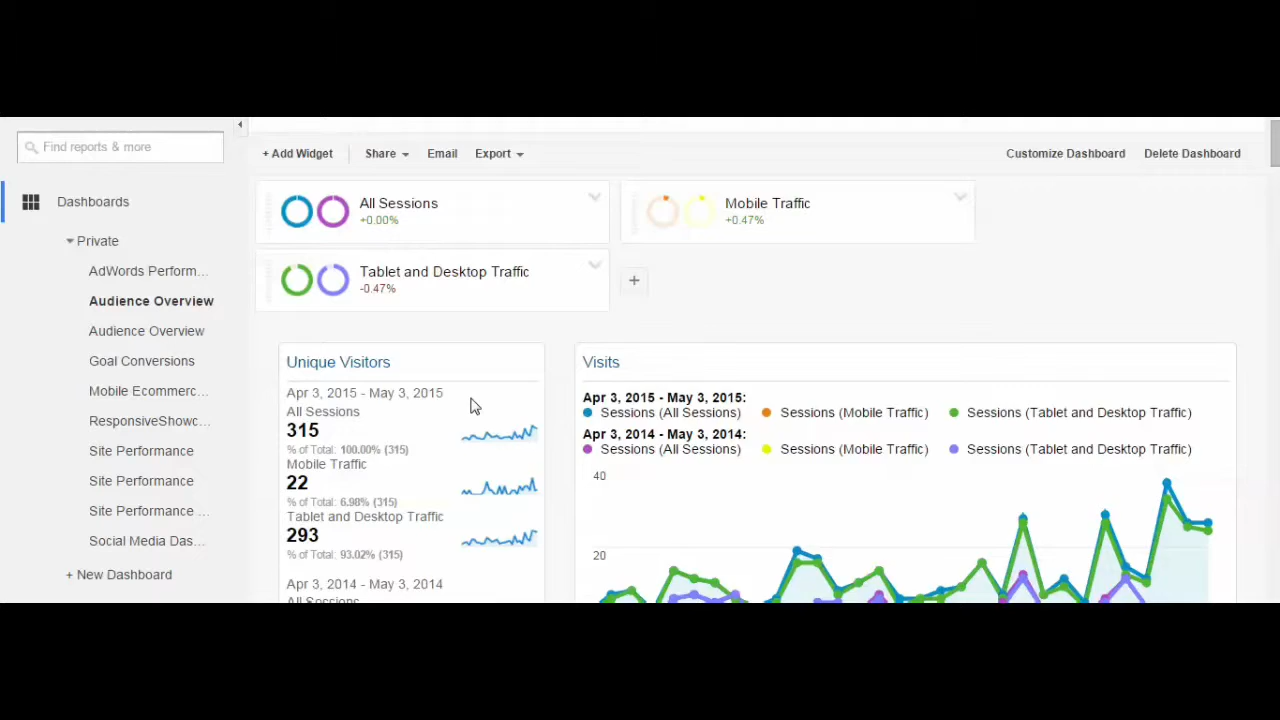 Find reports & more
Dashboards
Private
AdWords Perform...
Audience Overview
Audience Overview
Goal Conversions
Mobile Ecommerc...
ResponsiveShowc...
Site Performance
Site Performance
Site Performance ...
Social Media Das...
+ New Dashboard
+ Add Widget
Share
Email
Export
Customize Dashboard
Delete Dashboard
All Sessions
+0.00%
Mobile Traffic
+0.47%
Tablet and Desktop Traffic
-0.47%
+
Unique Visitors
Apr 3, 2015 - May 3, 2015
All Sessions
315
% of Total: 100.00% (315)
Mobile Traffic
22
% of Total: 6.98% (315)
Tablet and Desktop Traffic
293
% of Total: 93.02% (315)
Apr 3, 2014 - May 3, 2014
All Sessions
Visits
Apr 3, 2015 - May 3, 2015:
Sessions (All Sessions) Sessions (Mobile Traffic) Sessions (Tablet and Desktop Traffic)
Apr 3, 2014 - May 3, 2014:
Sessions (All Sessions) Sessions (Mobile Traffic) Sessions (Tablet and Desktop Traffic)
40
20